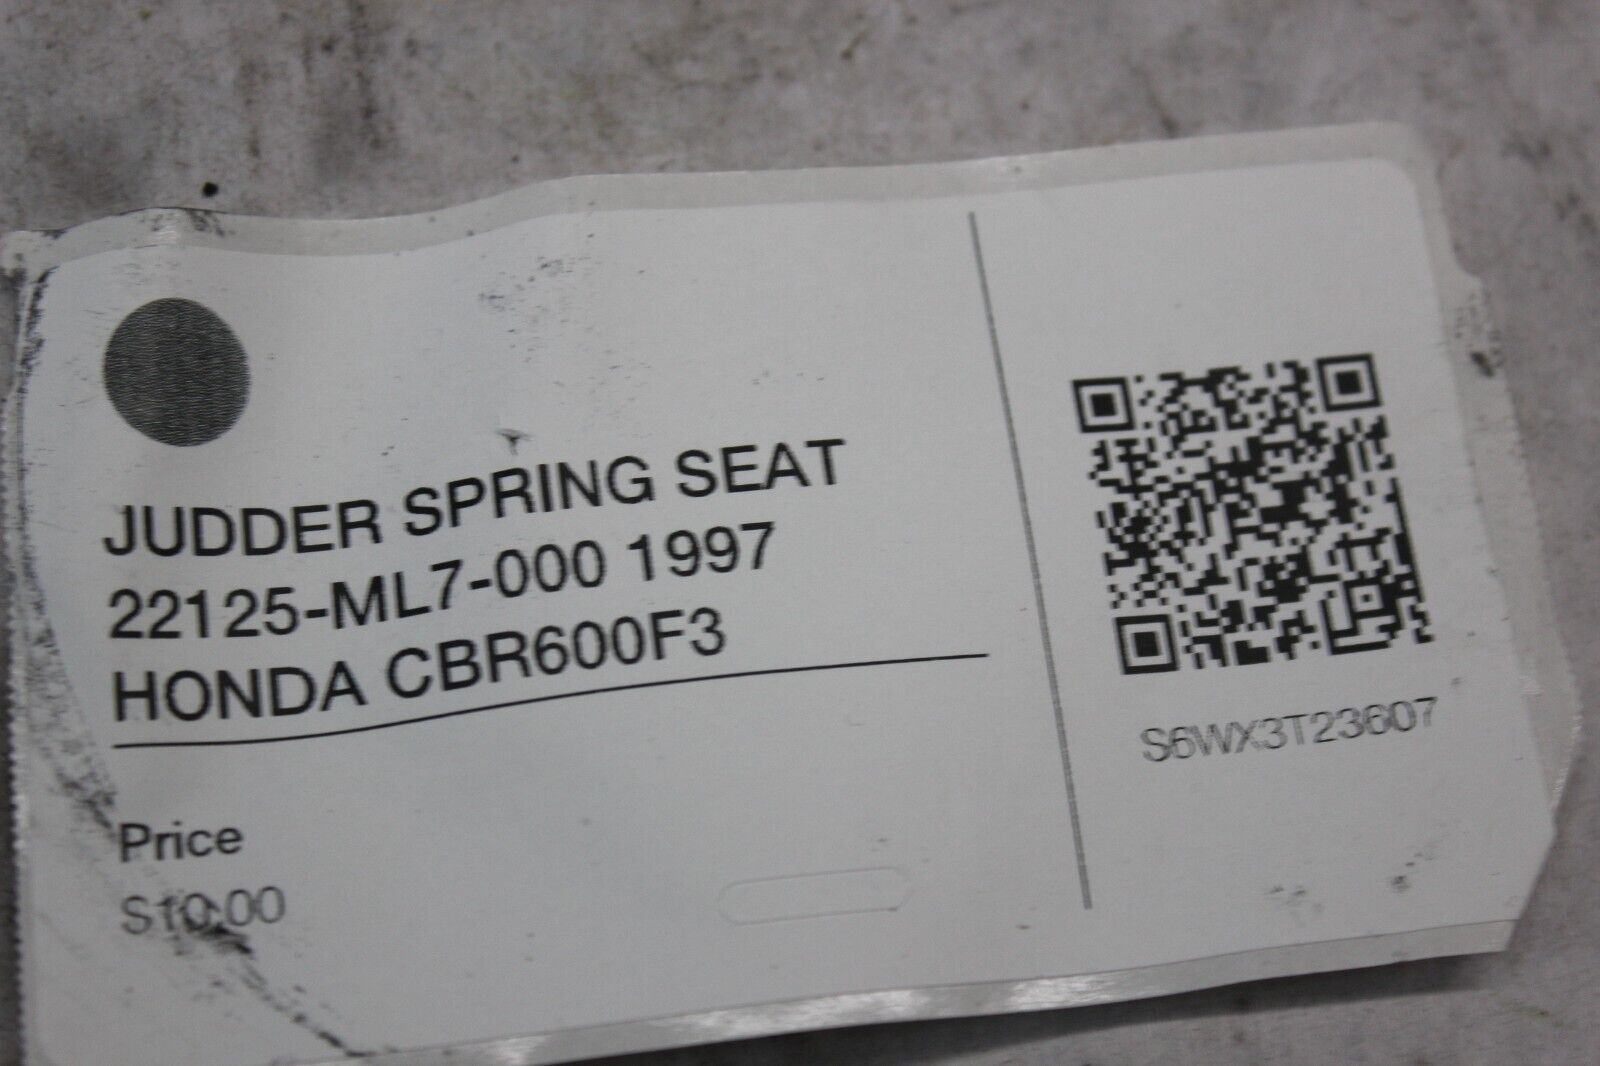 JUDDER SPRING SEAT
22125-ML7-000 1997
HONDA CBR600F3
Price
$10.00
S6WX3T23607